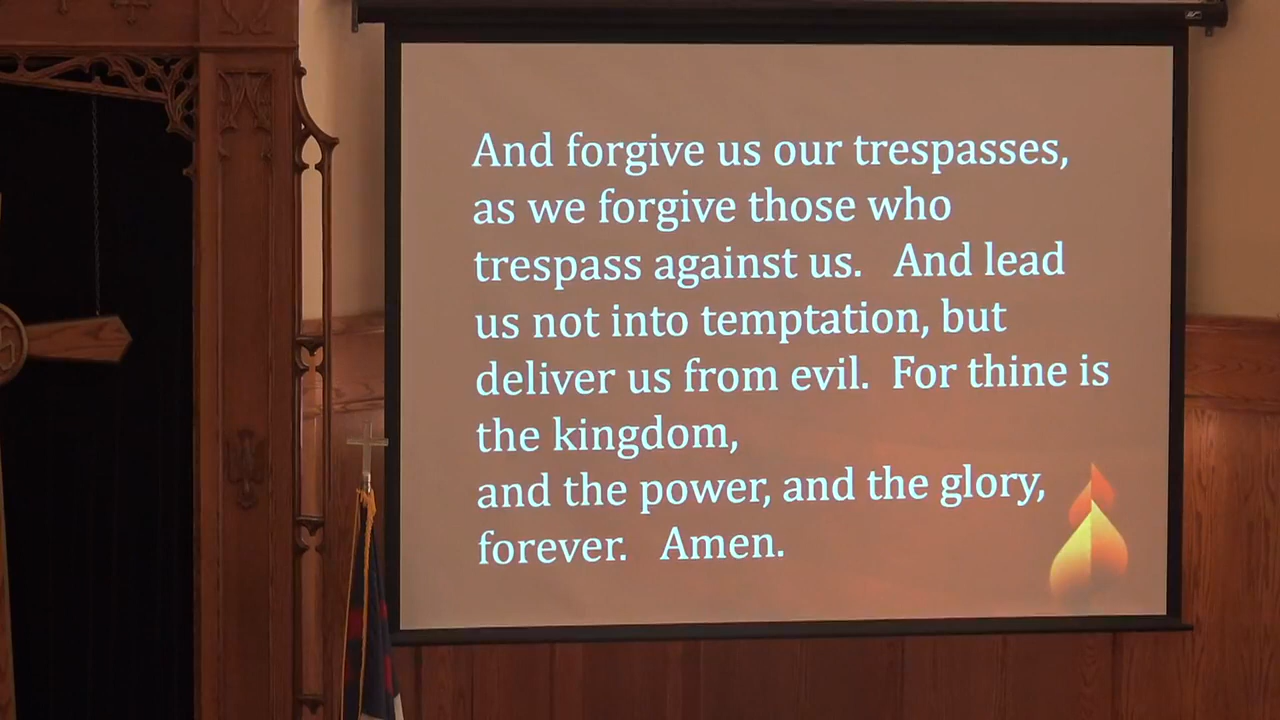 And forgive us our trespasses,
as we forgive those who
trespass against us. And lead
us not into temptation, but
deliver us from evil. For thine is
the kingdom,
and the power, and the glory,
forever. Amen.